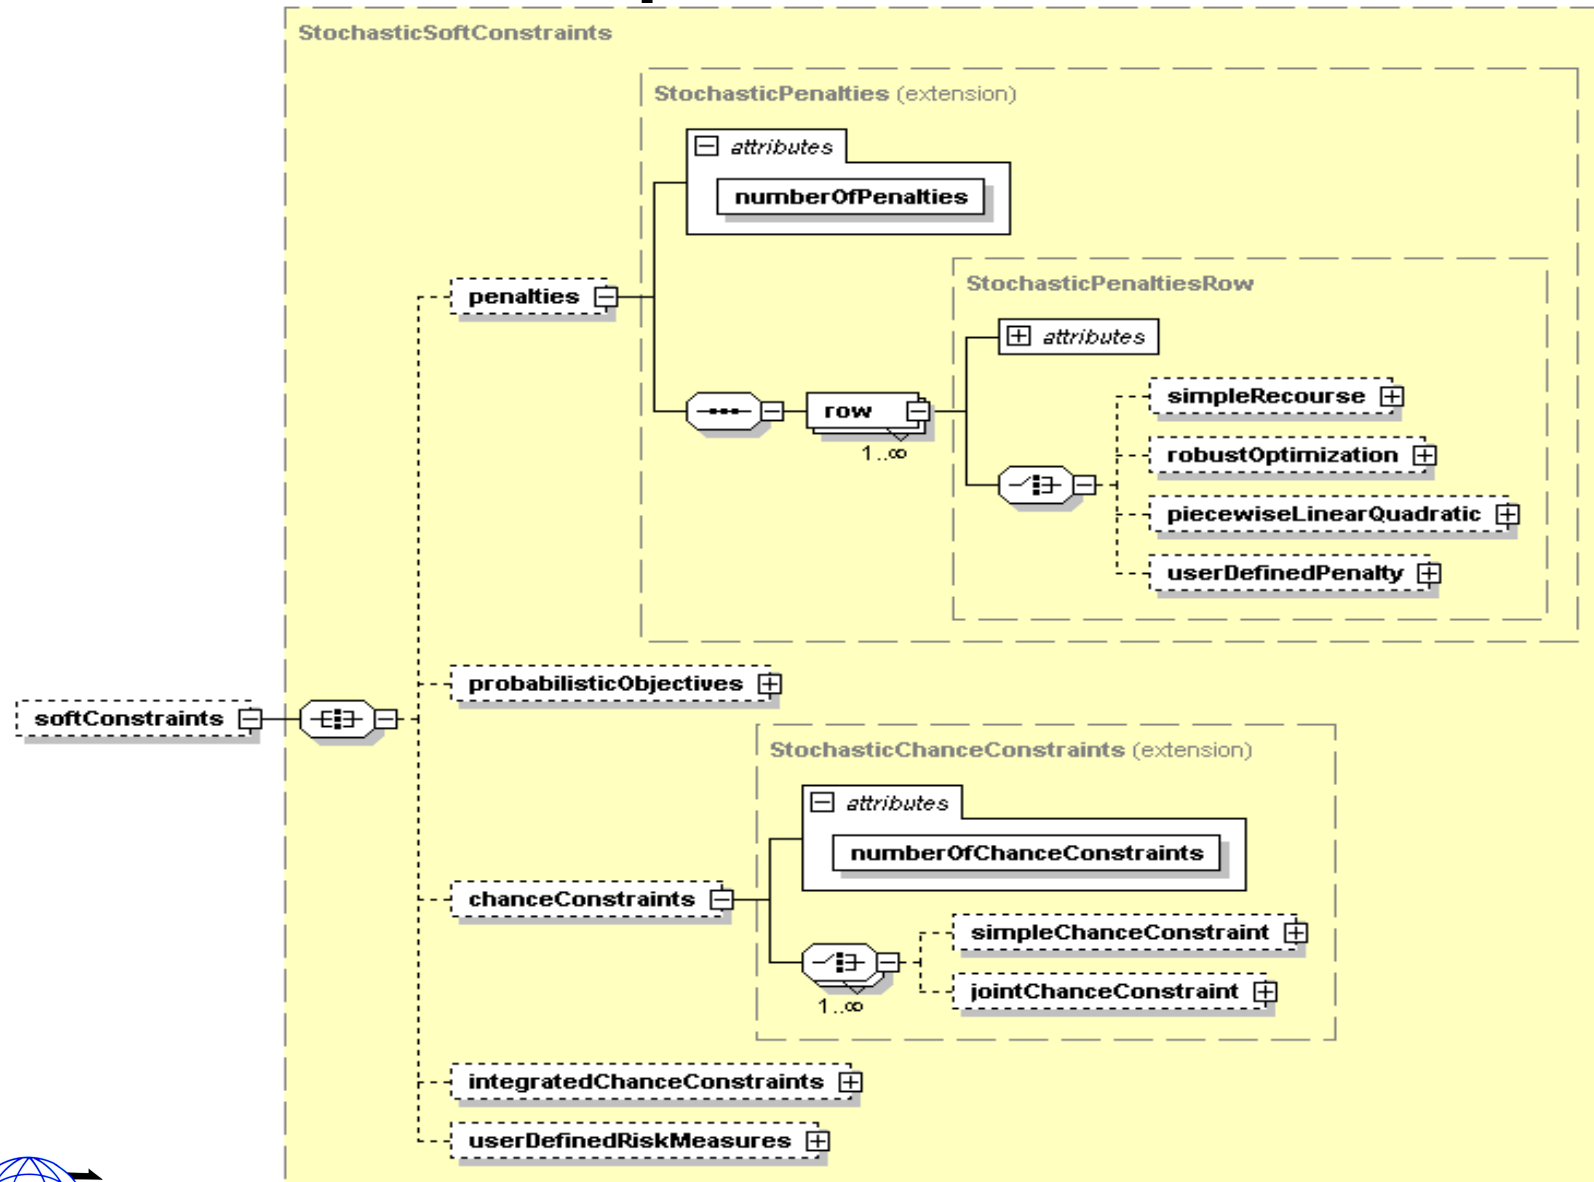 StochasticSoftConstraints
StochasticPenalties (extension)
attributes
numberOfPenalties
penalties
StochasticPenaltiesRow
attributes
row
1..∞
simpleRecourse
robustOptimization
piecewiseLinearQuadratic
userDefinedPenalty
probabilisticObjectives
softConstraints
StochasticChanceConstraints (extension)
attributes
numberOfChanceConstraints
chanceConstraints
simpleChanceConstraint
jointChanceConstraint
1..∞
integratedChanceConstraints
userDefinedRiskMeasures